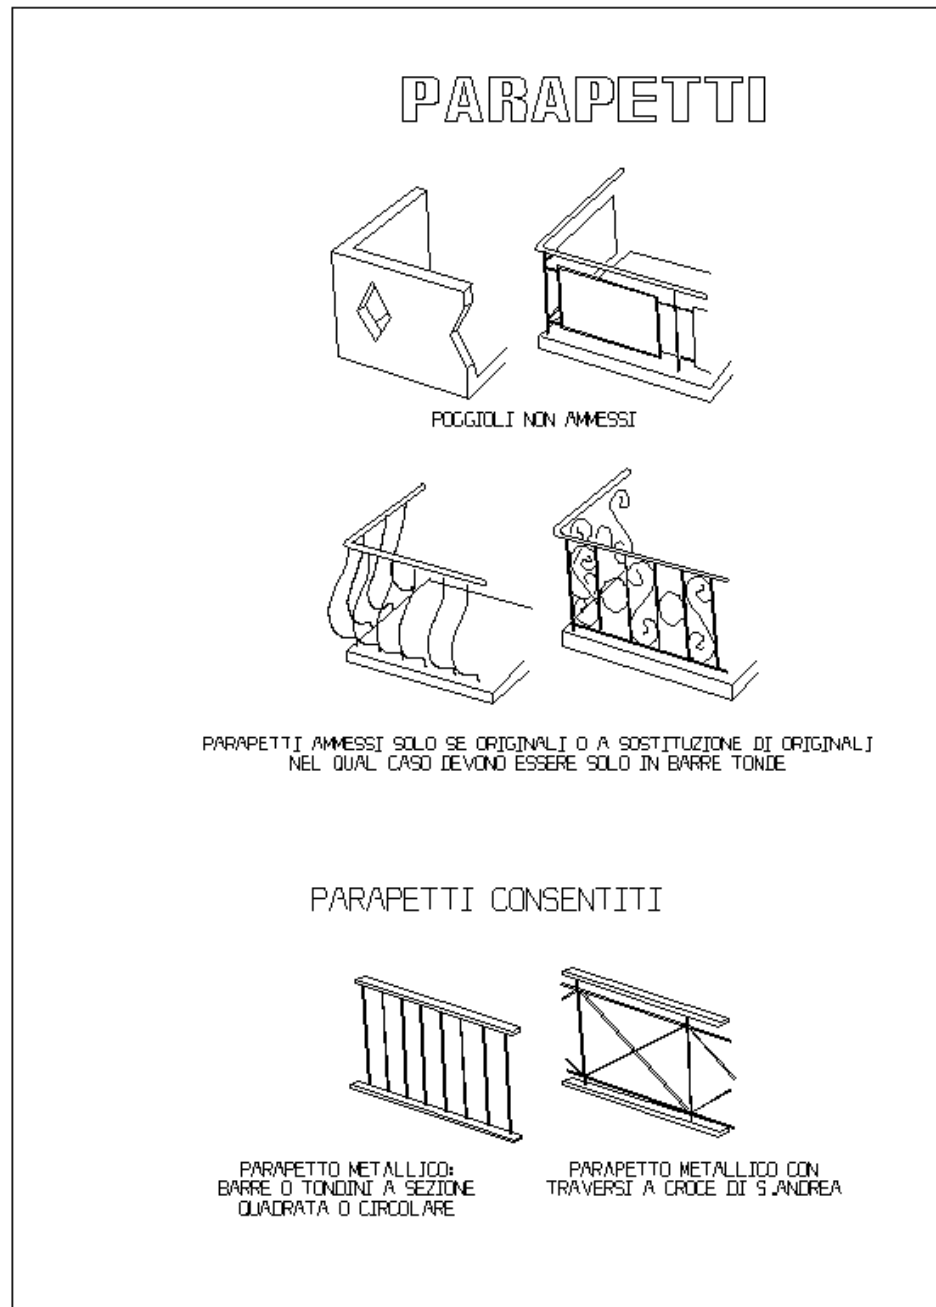 PARAPETTI
POGGIOLI NON AMMESSI
PARAPETTI AMMESSI SOLO SE ORIGINALI O A SOSTITUZIONE DI ORIGINALI
NEL QUAL CASO DEVONO ESSERE SOLO IN BARRE TONDE
PARAPETTI CONSENTITI
PARAPETTO METALLICO:
BARRE O TONDINI A SEZIONE
QUADRATA O CIRCOLARE
PARAPETTO METALLICO CON
TRAVERSI A CROCE DI S.ANDREA